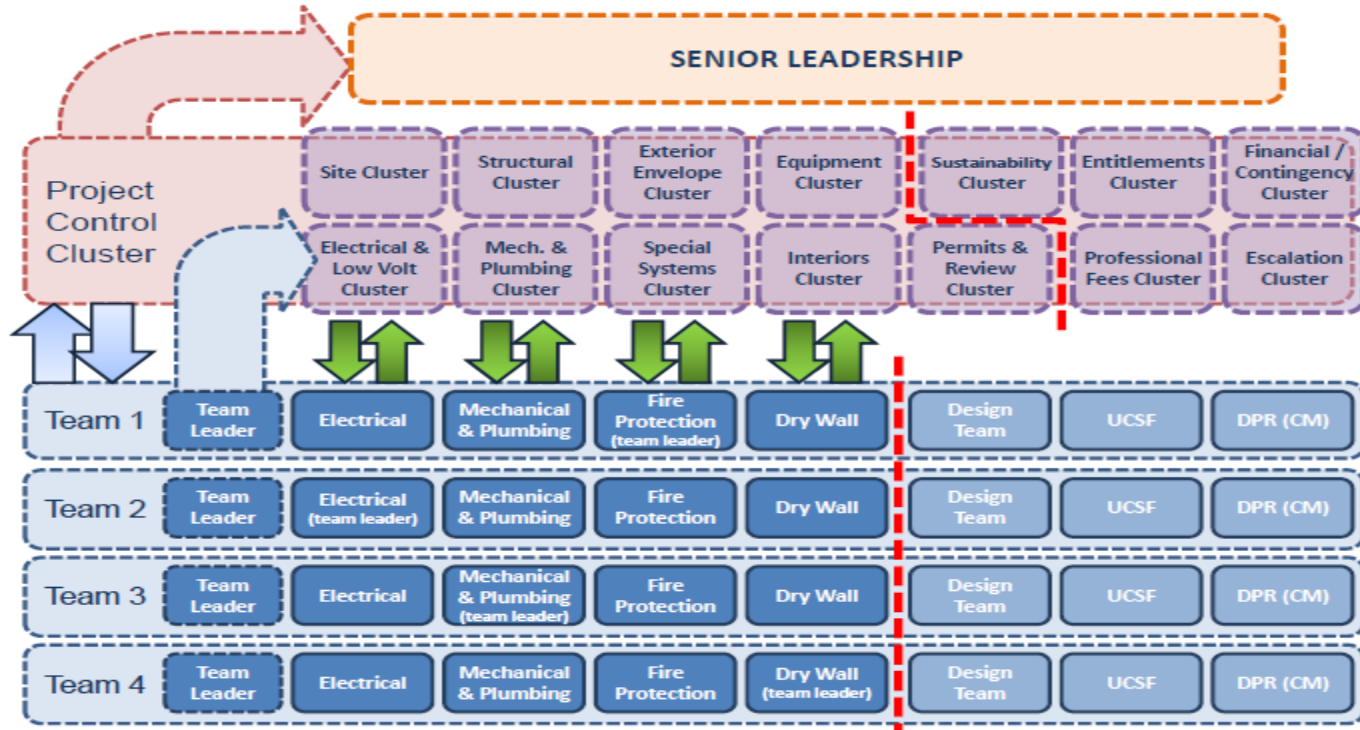 SENIOR LEADERSHIP
Project
Control
Cluster
Site Cluster
Structural
Cluster
Exterior
Envelope
Cluster
Equipment
Cluster
Sustainability
Cluster
Entitlements
Cluster
Financial /
Contingency
Cluster
Electrical &
Low Volt
Cluster
Mech. &
Plumbing
Cluster
Special
Systems
Cluster
Interiors
Cluster
Permits &
Review
Cluster
Professional
Fees Cluster
Escalation
Cluster
Team 1
Team
Leader
Electrical
Mechanical
& Plumbing
Fire
Protection
(team leader)
Dry Wall
Design
Team
UCSF
DPR (CM)
Team 2
Team
Leader
Electrical
(team leader)
Mechanical
& Plumbing
Fire
Protection
Dry Wall
Design
Team
UCSF
DPR (CM)
Team 3
Team
Leader
Electrical
Mechanical
& Plumbing
(team leader)
Fire
Protection
Dry Wall
Design
Team
UCSF
DPR (CM)
Team 4
Team
Leader
Electrical
Mechanical
& Plumbing
Fire
Protection
Dry Wall
(team leader)
Design
Team
UCSF
DPR (CM)